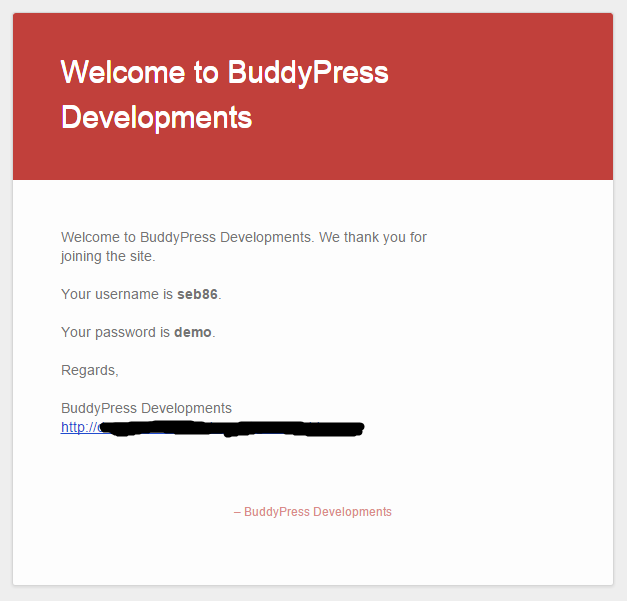 Welcome to BuddyPress
Developments
Welcome to BuddyPress Developments. We thank you for
joining the site.
Your username is seb86.
Your password is demo.
Regards,
BuddyPress Developments
http://
– BuddyPress Developments